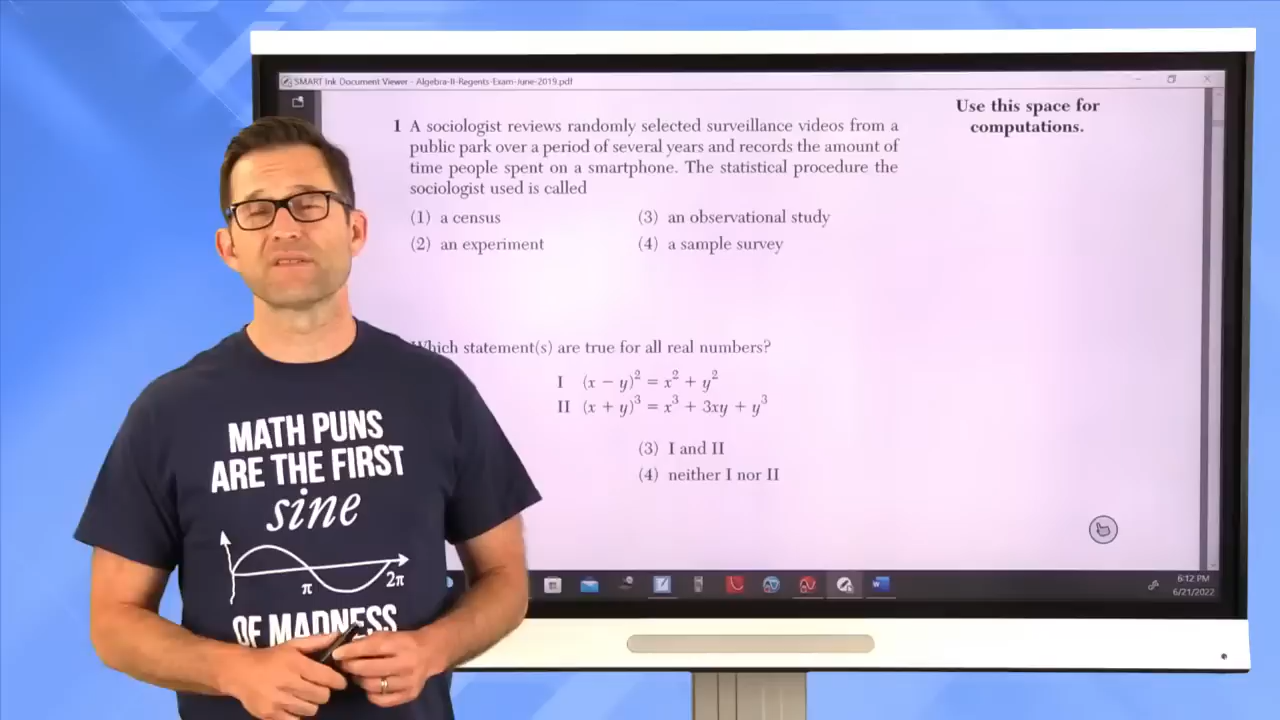 SMART Ink Document Viewer - Algebra-II-Regents-Exam-June-2019.pdf
Use this space for
computations.
1 A sociologist reviews randomly selected surveillance videos from a
public park over a period of several years and records the amount of
time people spent on a smartphone. The statistical procedure the
sociologist used is called
(1) a census
(3) an observational study
(2) an experiment
(4) a sample survey
Which statement(s) are true for all real numbers?
I (x − y)² = x² + y²
II (x + y)³ = x³ + 3xy + y³
(3) I and II
(4) neither I nor II
6:12 PM
6/21/2022
MATH PUNS
ARE THE FIRST
sine
π
2π
OF MADNESS